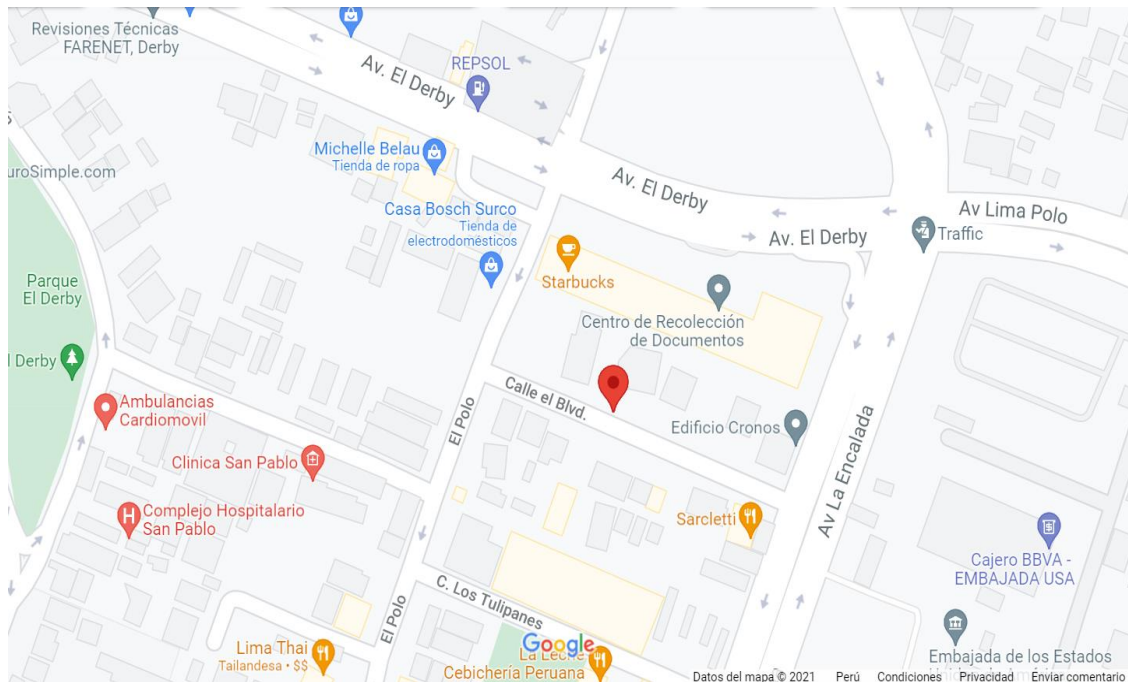 Revisiones Técnicas
FARENET, Derby
REPSOL
Av. El Derby
Michelle Belau
Tienda de ropa
uroSimple.com
Av. El Derby
Casa Bosch Surco
Tienda de
electrodomésticos
Av Lima Polo
Av. El Derby
Traffic
Starbucks
Parque
El Derby
Centro de Recolección
de Documentos
l Derby
Calle el Blvd.
Ambulancias
Cardiomovil
El Polo
Edificio Cronos
Av La Encalada
Clinica San Pablo
Complejo Hospitalario
San Pablo
H
Sarcletti
Cajero BBVA -
EMBAJADA USA
C. Los Tulipanes
El Polo
Lima Thai
Tailandesa • $$
Google
Cebichería Peruana
Embajada de los Estados
Datos del mapa © 2021 Perú Condiciones Privacidad Enviar comentario